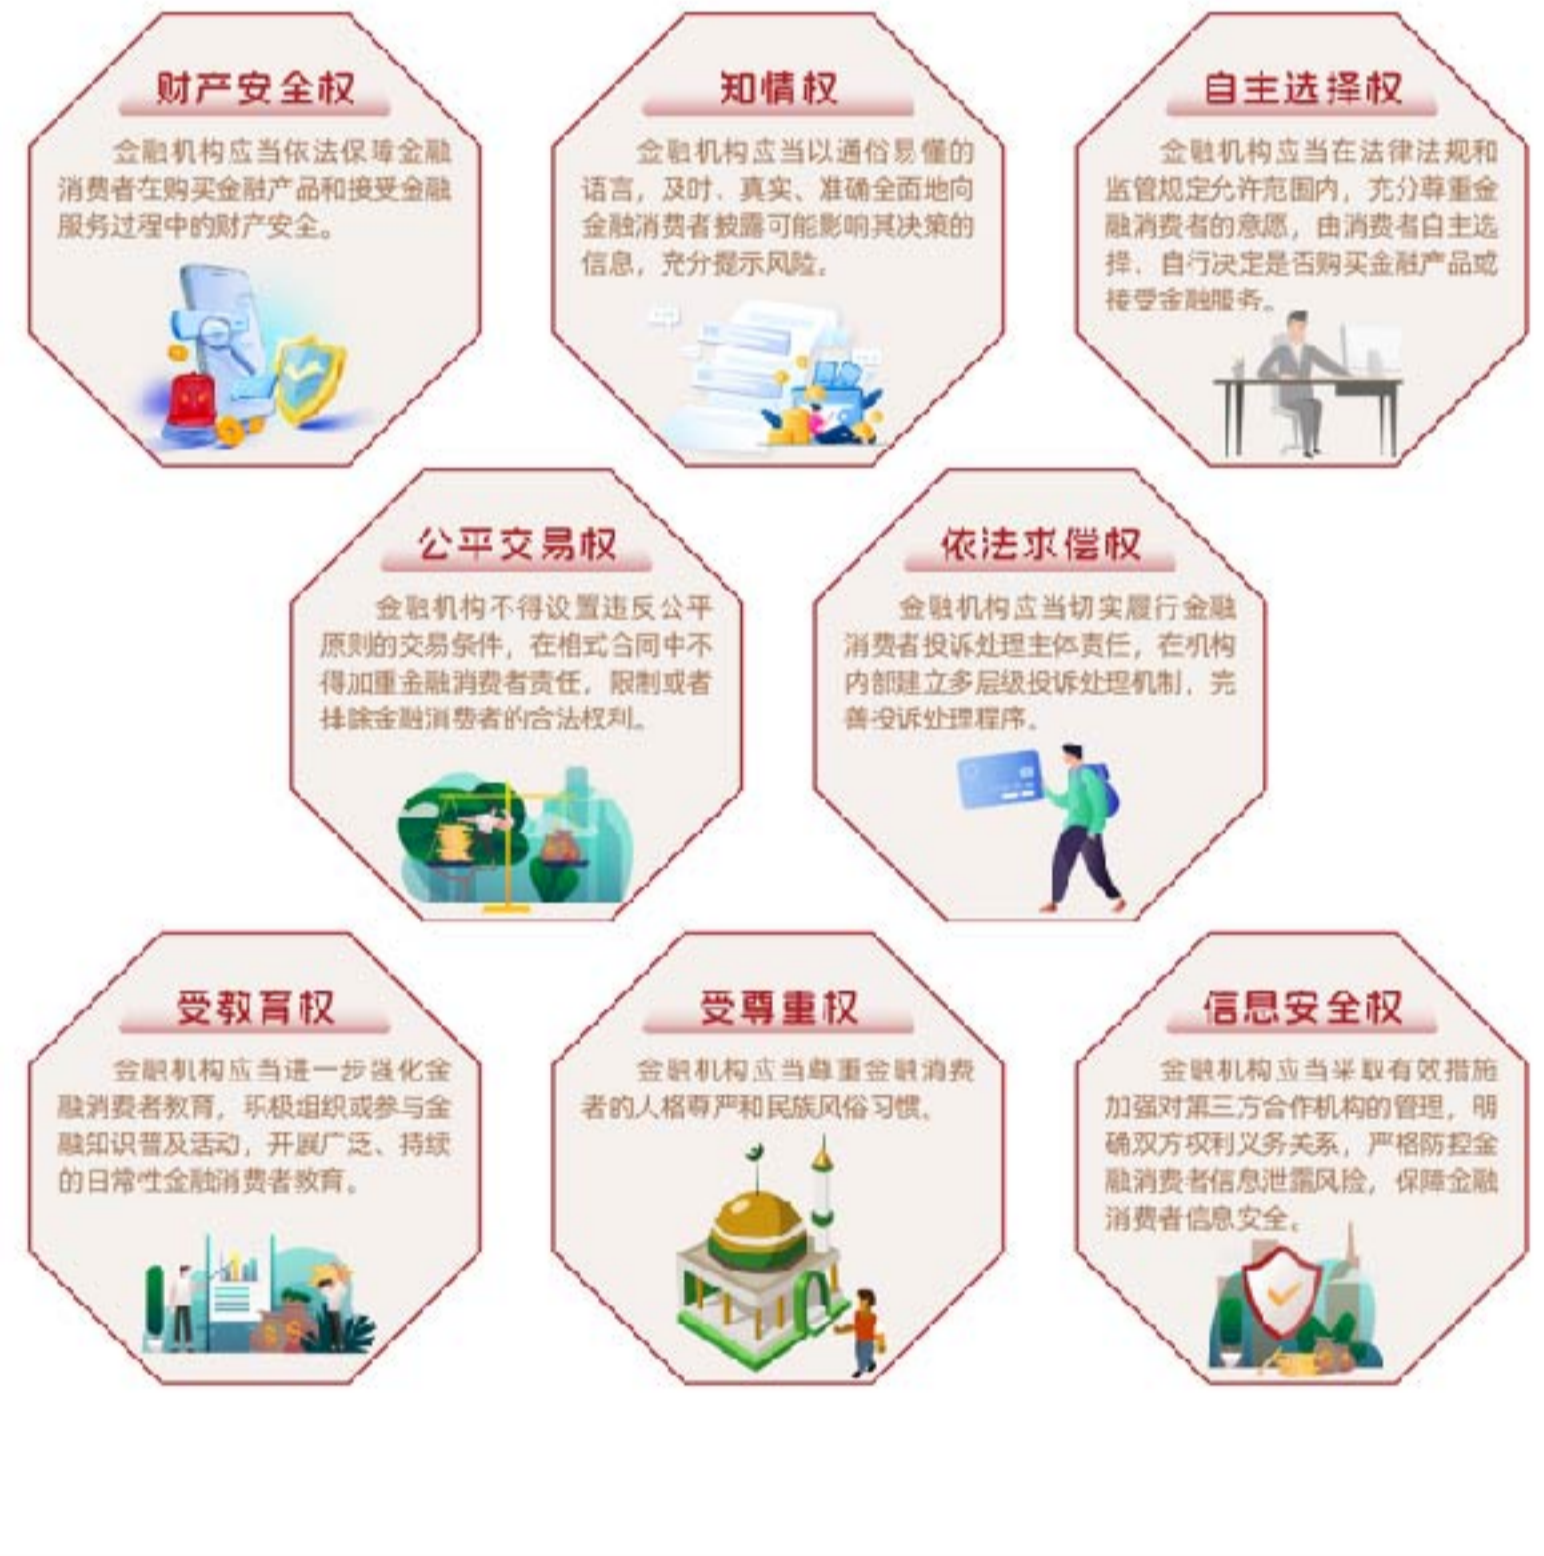 财产安全权
金融机构应当依法保障金融
消费者在购买金融产品和接受金融
服务过程中的财产安全。
知情权
金融机构应当以通俗易懂的
语言，及时、真实、准确全面地向
金融消费者披露可能影响其决策的
信息，充分提示风险。
自主选择权
金融机构应当在法律法规和
监管规定允许范围内，充分尊重金
融消费者的意愿，由消费者自主选
择、自行决定是否购买金融产品或
接受金融服务。
公平交易权
金融机构不得设置违反公平
原则的交易条件，在格式合同中不
得加重金融消费者责任，限制或者
排除金融消费者的合法权利。
依法求偿权
金融机构应当切实履行金融
消费者投诉处理主体责任，在机构
内部建立多层级投诉处理机制，完
善投诉处理程序。
受教育权
金融机构应当进一步强化金
融消费者教育，积极组织或参与金
融知识普及活动，开展广泛、持续
的日常性金融消费者教育。
受尊重权
金融机构应当尊重金融消费
者的人格尊严和民族风俗习惯。
信息安全权
金融机构应当采取有效措施
加强对第三方合作机构的管理，明
确双方权利义务关系，严格防控金
融消费者信息泄露风险，保障金融
消费者信息安全。